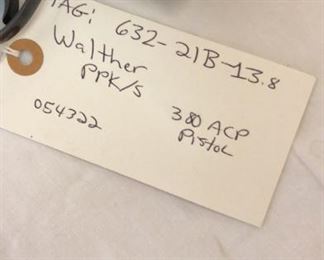 TAG: 632-21B-13.8
Walther
PPK/S
054322
380 ACP
Pistol